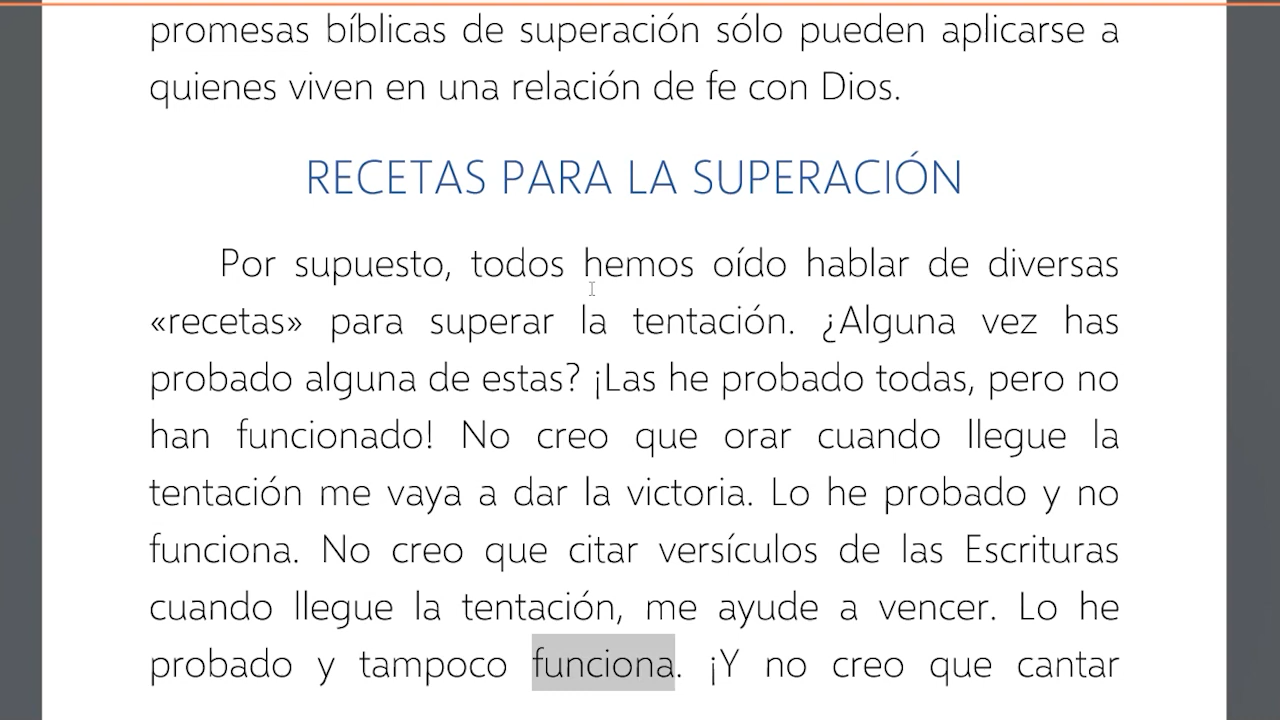 promesas bíblicas de superación sólo pueden aplicarse a
quienes viven en una relación de fe con Dios.
RECETAS PARA LA SUPERACIÓN
Por supuesto, todos hemos oído hablar de diversas
«recetas» para superar la tentación. ¿Alguna vez has
probado alguna de estas? ¡Las he probado todas, pero no
han funcionado! No creo que orar cuando llegue la
tentación me vaya a dar la victoria. Lo he probado y no
funciona. No creo que citar versículos de las Escrituras
cuando llegue la tentación, me ayude a vencer. Lo he
probado y tampoco funciona. ¡Y no creo que cantar